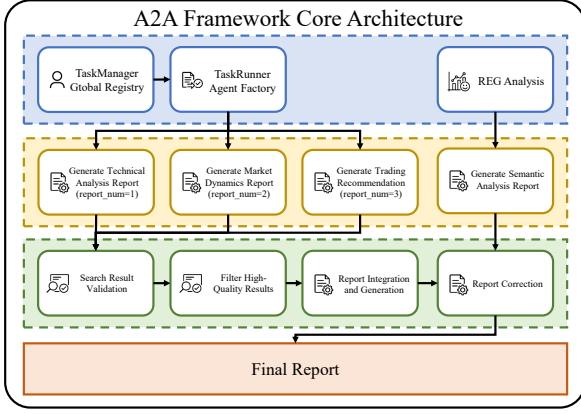 A2A Framework Core Architecture
TaskManager
Gtobal Registry
TaskRunner
Agent Factory
REG Analysis
Generate Technical
Analysis Report
(report_num=1)
Generate Market
Dynamics Report
(report_num=2)
Generate Trading
Recommendation
(report_num=3)
Generate Semantic
Analysis Report
Search Result
Validation
Filter High-
Quality Results
Report Integration
and Generation
Report Correction
Final Report